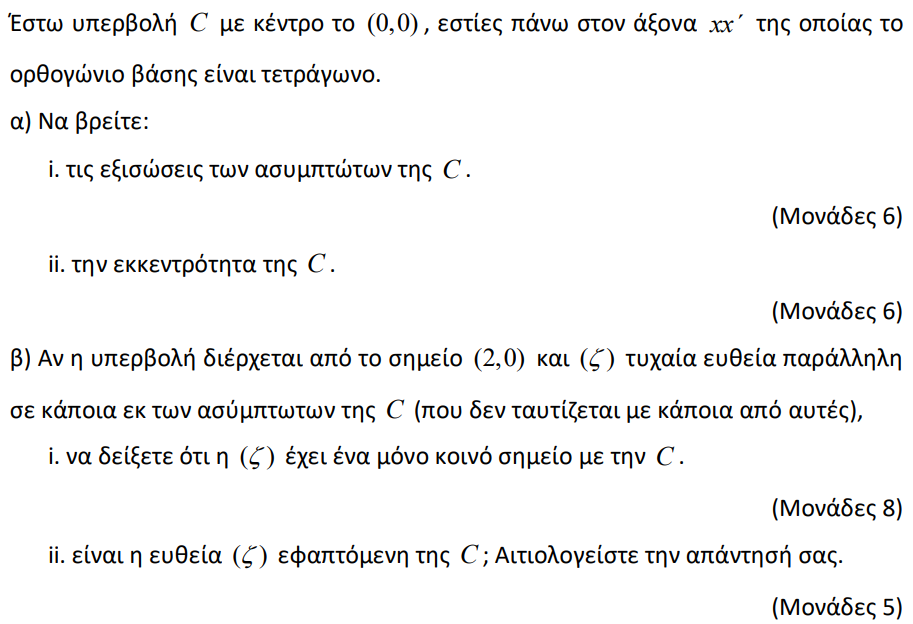 Έστω υπερβολή C με κέντρο το (0,0), εστίες πάνω στον άξονα xx΄ της οποίας το
ορθογώνιο βάσης είναι τετράγωνο.
α) Να βρείτε:
i. τις εξισώσεις των ασυμπτώτων της C.
(Μονάδες 6)
ii. την εκκεντρότητα της C.
(Μονάδες 6)
β) Αν η υπερβολή διέρχεται από το σημείο (2,0) και (ζ) τυχαία ευθεία παράλληλη
σε κάποια εκ των ασύμπτωτων της C (που δεν ταυτίζεται με κάποια από αυτές),
i. να δείξετε ότι η (ζ) έχει ένα μόνο κοινό σημείο με την C.
(Μονάδες 8)
ii. είναι η ευθεία (ζ) εφαπτόμενη της C; Αιτιολογείστε την απάντησή σας.
(Μονάδες 5)